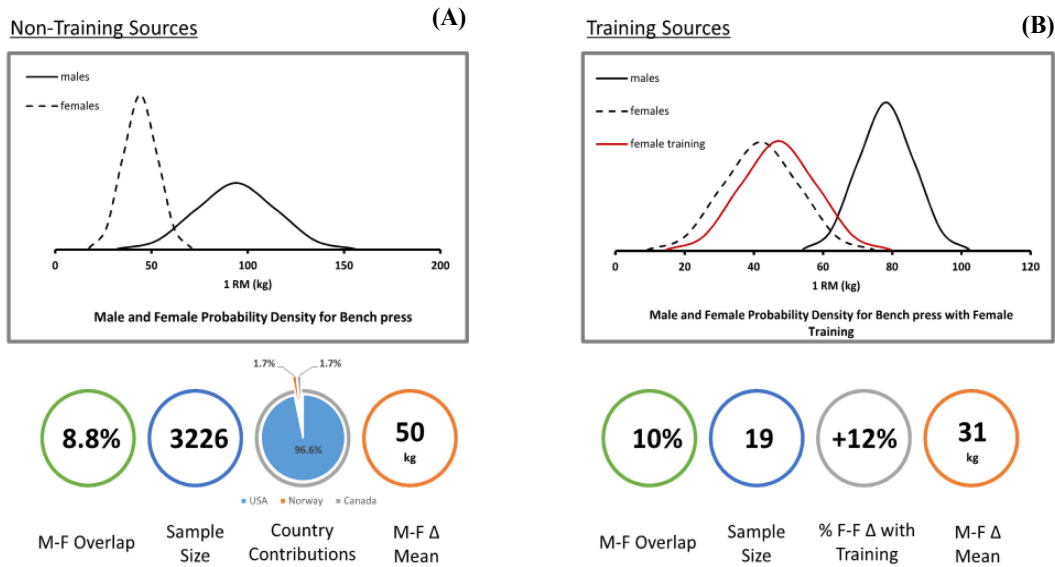 Non-Training Sources
(A)
males
females
0
50
100
150
200
1 RM (kg)
Male and Female Probability Density for Bench press
8.8%
3226
1.7%
1.7%
96.6%
USA
Norway
Canada
50
kg
M-F Overlap
Sample
Size
Country
Contributions
M-F Δ
Mean
Training Sources
(B)
males
females
female training
0
20
40
60
80
100
120
1 RM (kg)
Male and Female Probability Density for Bench press with Female
Training
10%
19
+12%
31
kg
M-F Overlap
Sample
Size
% F-F Δ with
Training
M-F Δ
Mean